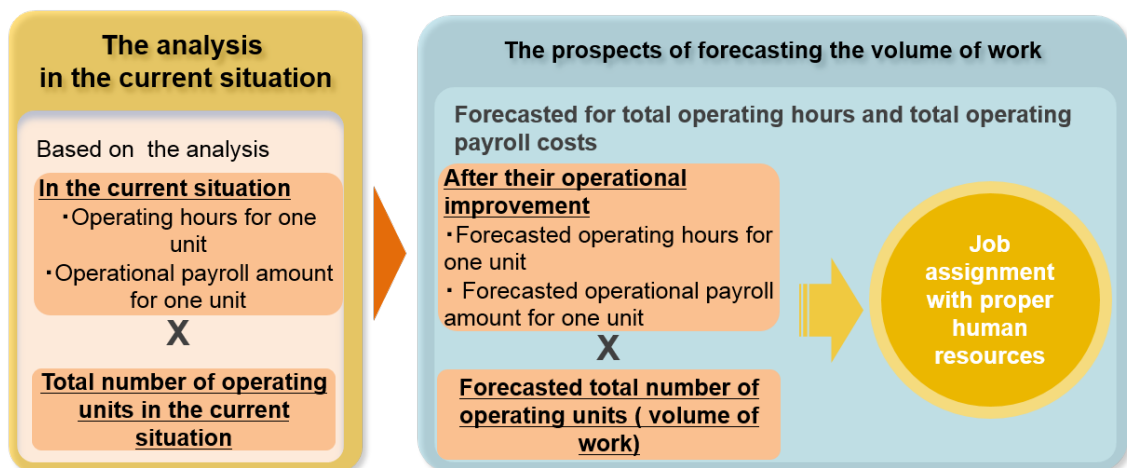 The analysis
in the current situation
Based on  the analysis
In the current situation
・Operating hours for one
unit
・Operational payroll amount
for one unit
X
Total number of operating
units in the current
situation
The prospects of forecasting the volume of work
Forecasted for total operating hours and total operating
payroll costs
After their operational
improvement
・Forecasted operating hours for
one unit
・ Forecasted operational payroll
amount for one unit
X
Forecasted total number of
operating units ( volume of
work)
Job
assignment
with proper
human
resources